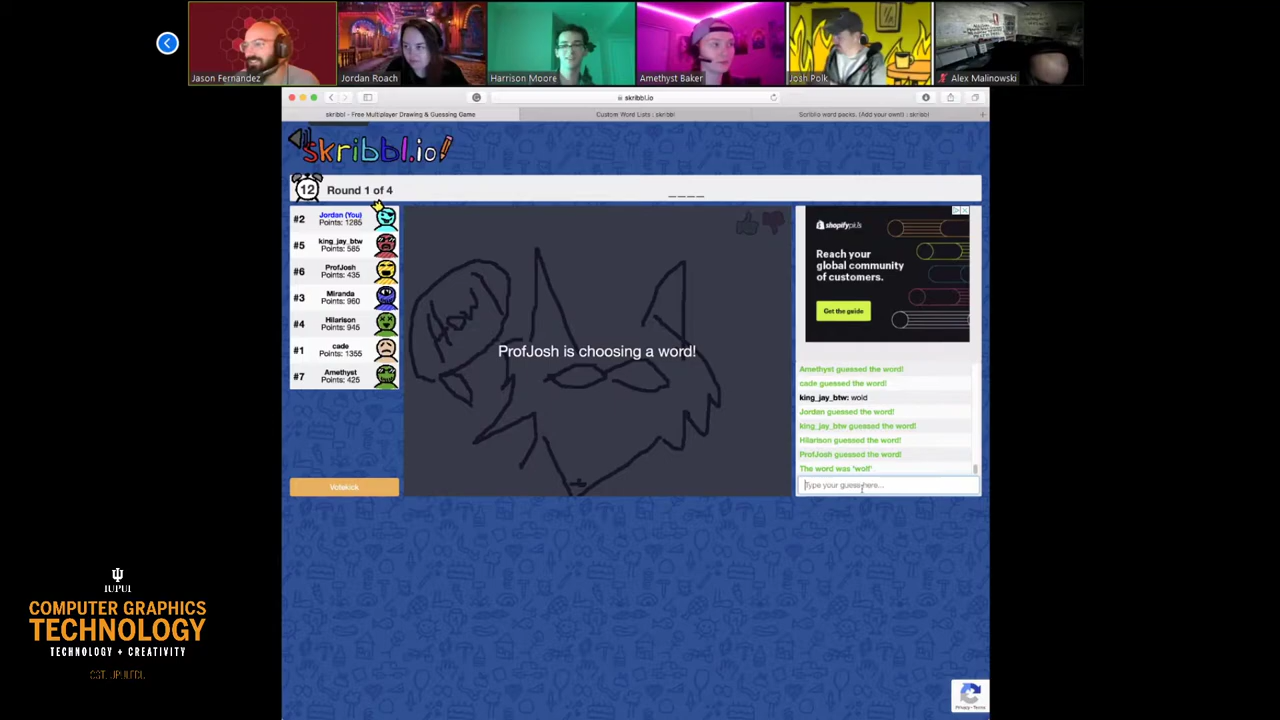 Jason Fernandez
Jordan Roach
Harrison Moore
Amethyst Baker
Josh Polk
Alex Malinowski
skribbl.io
skribbl - Free Multiplayer Drawing & Guessing Game
Custom Word Lists : skribbl
Scriblio word packs. (Add your own!) : skribbl
skribbl.io!
12
Round 1 of 4
_ _ _ _
#2 Jordan (You)
Points: 1285
#5 king_jay_btw
Points: 585
#6 ProfJosh
Points: 435
#3 Miranda
Points: 960
#4 Hilarison
Points: 945
#1 cade
Points: 1355
#7 Amethyst
Points: 425
Votekick
HOW
ProfJosh is choosing a word!
shopify
Reach your
global community
of customers.
Get the guide
Amethyst guessed the word!
cade guessed the word!
king_jay_btw: wold
Jordan guessed the word!
king_jay_btw guessed the word!
Hilarison guessed the word!
ProfJosh guessed the word!
The word was 'wolf'
Type your guess here...
IUPUI
COMPUTER GRAPHICS
TECHNOLOGY
TECHNOLOGY + CREATIVITY
Privacy - Terms